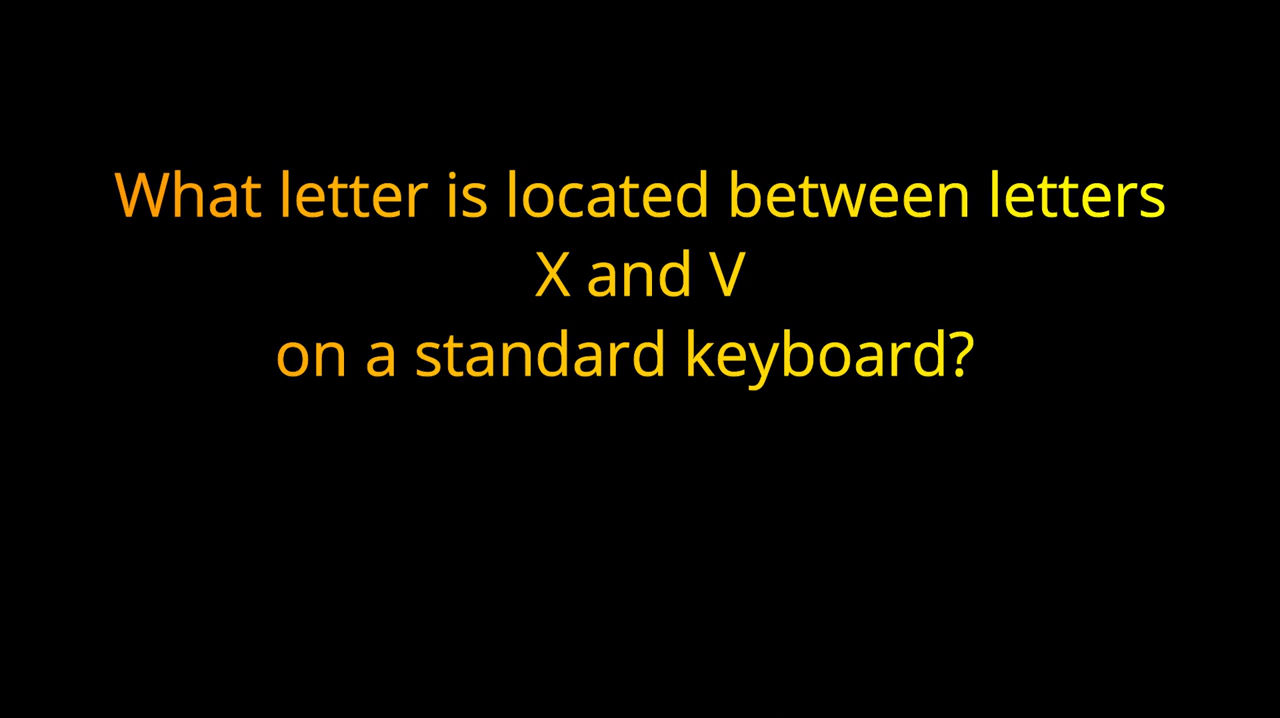 What letter is located between letters
X and V
on a standard keyboard?